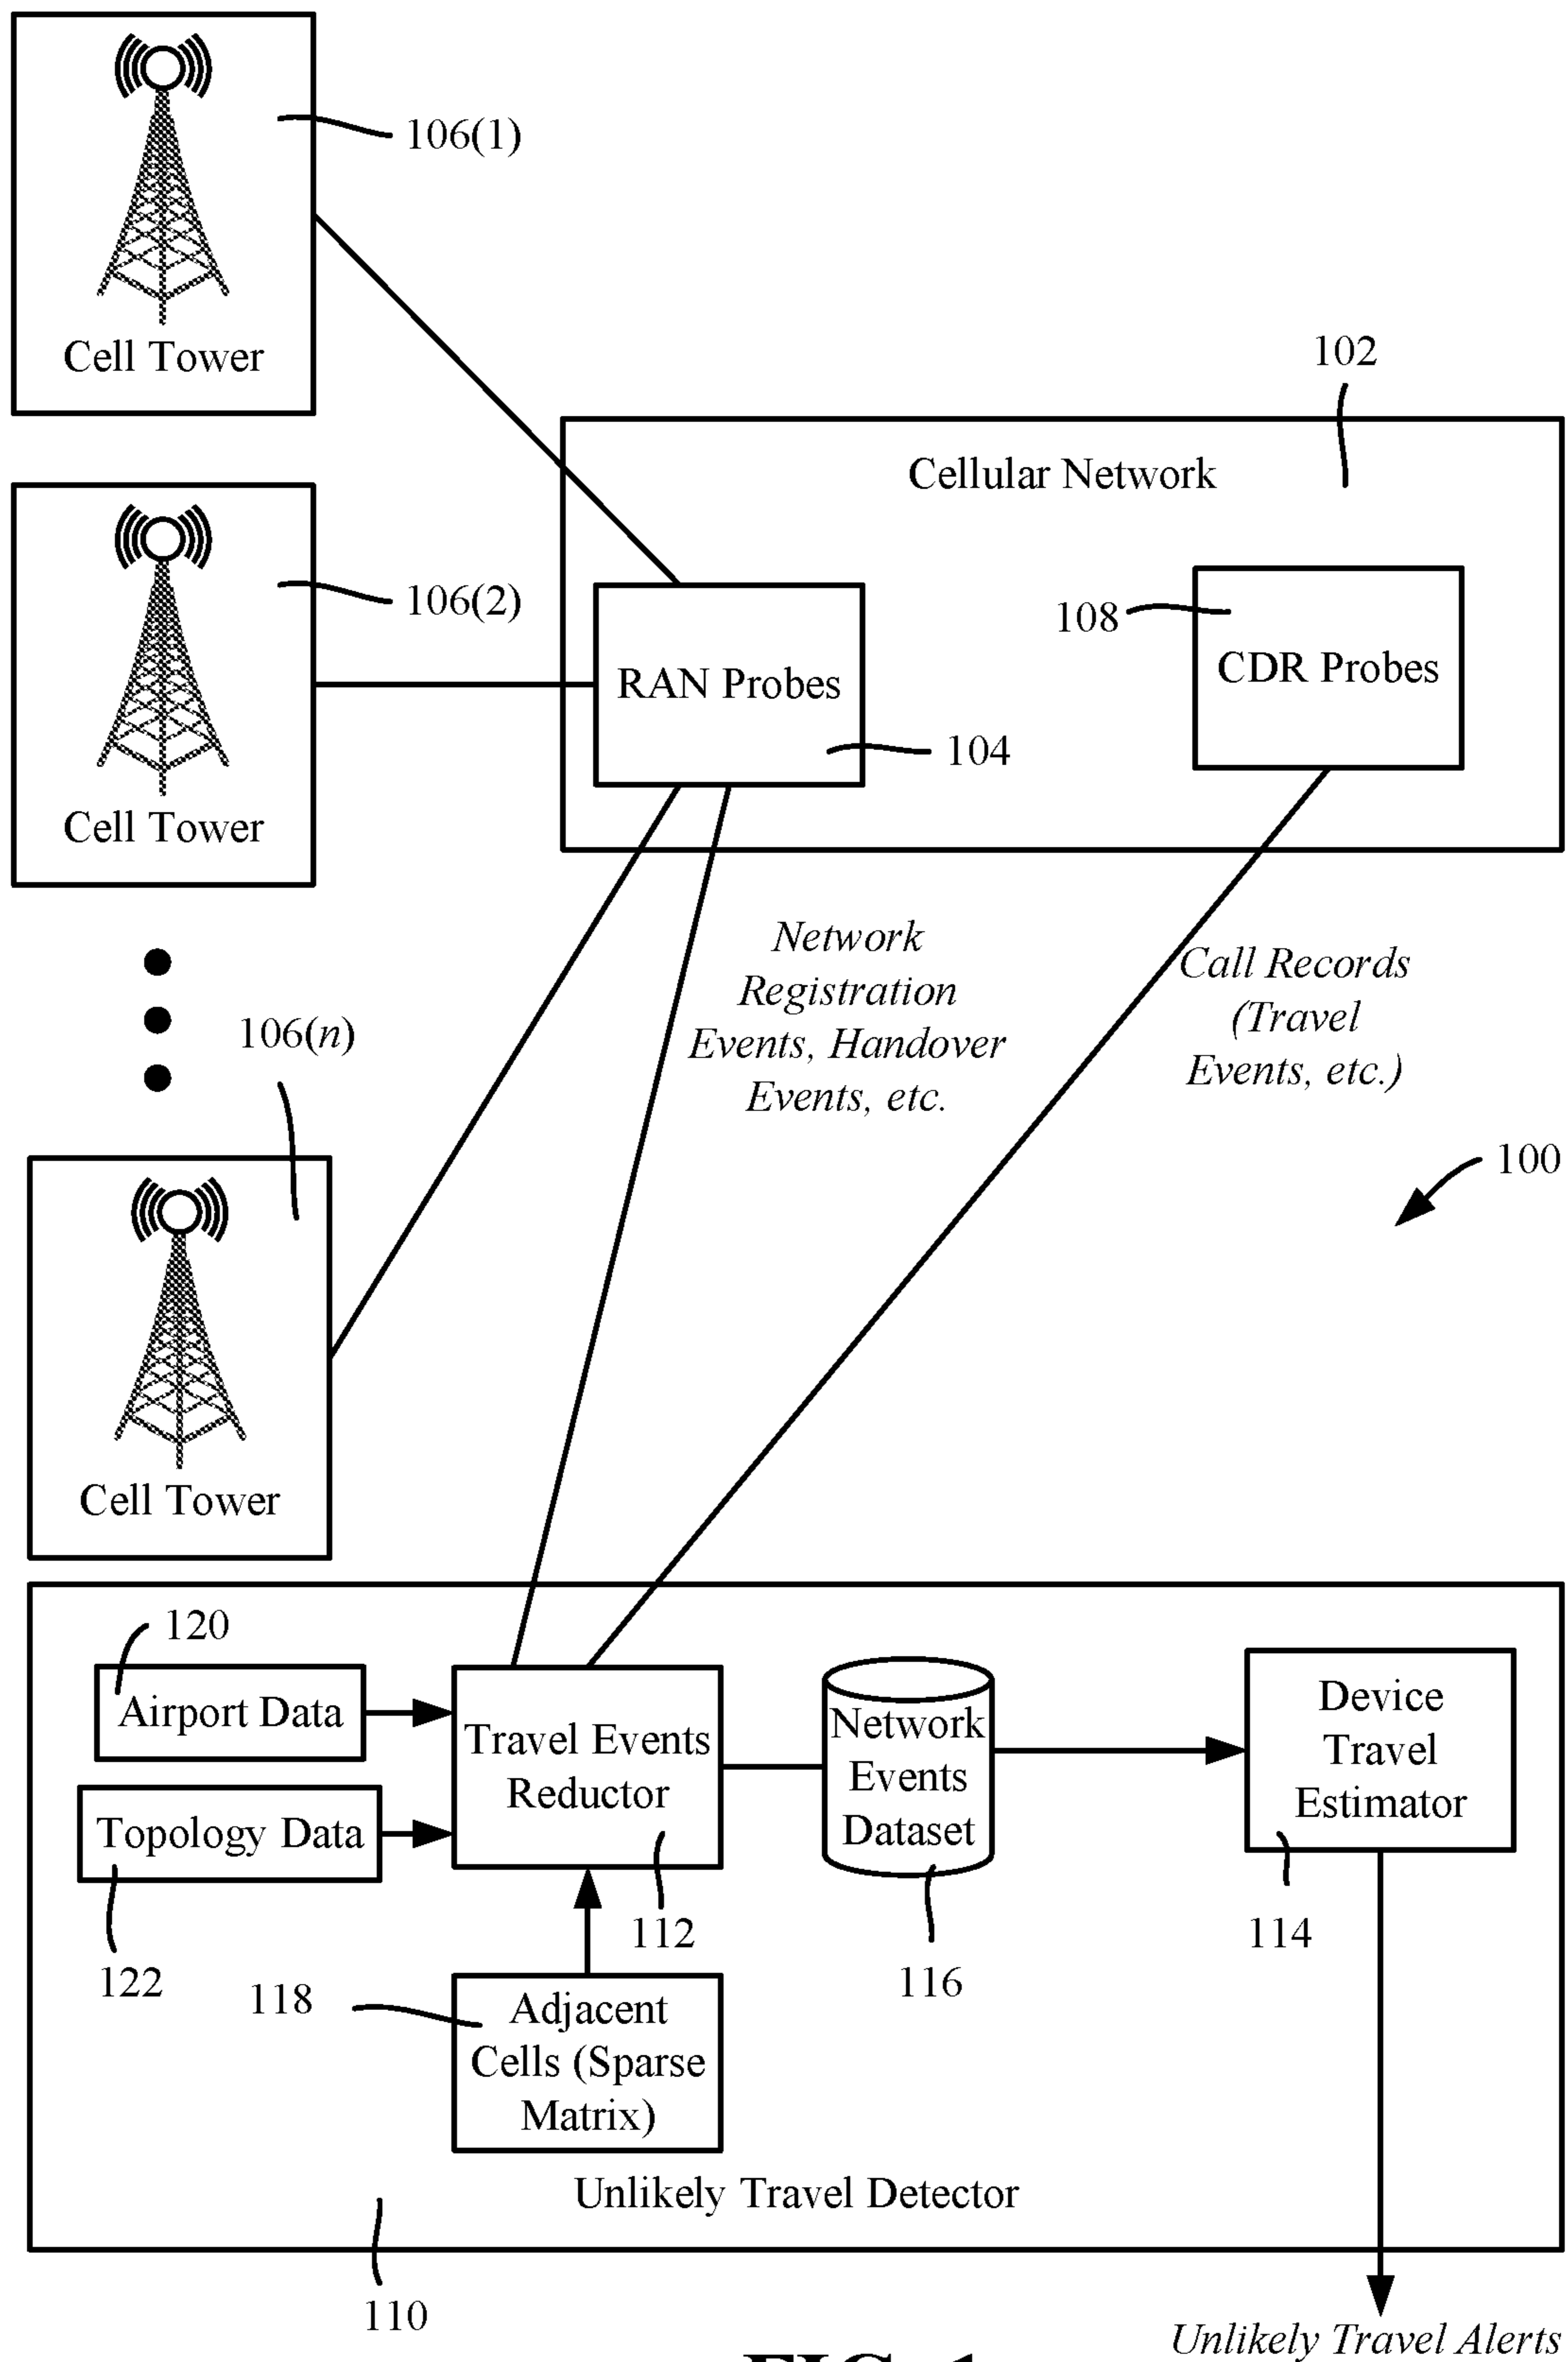 106(1)
Cell Tower
102
Cellular Network
106(2)
RAN Probes
108
CDR Probes
104
Cell Tower
Network
Registration
Events, Handover
Events, etc.
Call Records
(Travel
Events, etc.)
106(n)
100
Cell Tower
120
Airport Data
Topology Data
122
Travel Events
Reductor
112
Network
Events
Dataset
116
Device
Travel
Estimator
114
118
Adjacent
Cells (Sparse
Matrix)
Unlikely Travel Detector
110
Unlikely Travel Alerts